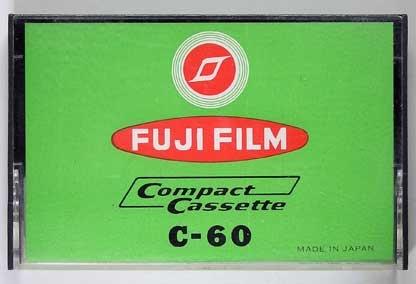 FUJI FILM
Compact
Cassette
C-60
MADE IN JAPAN